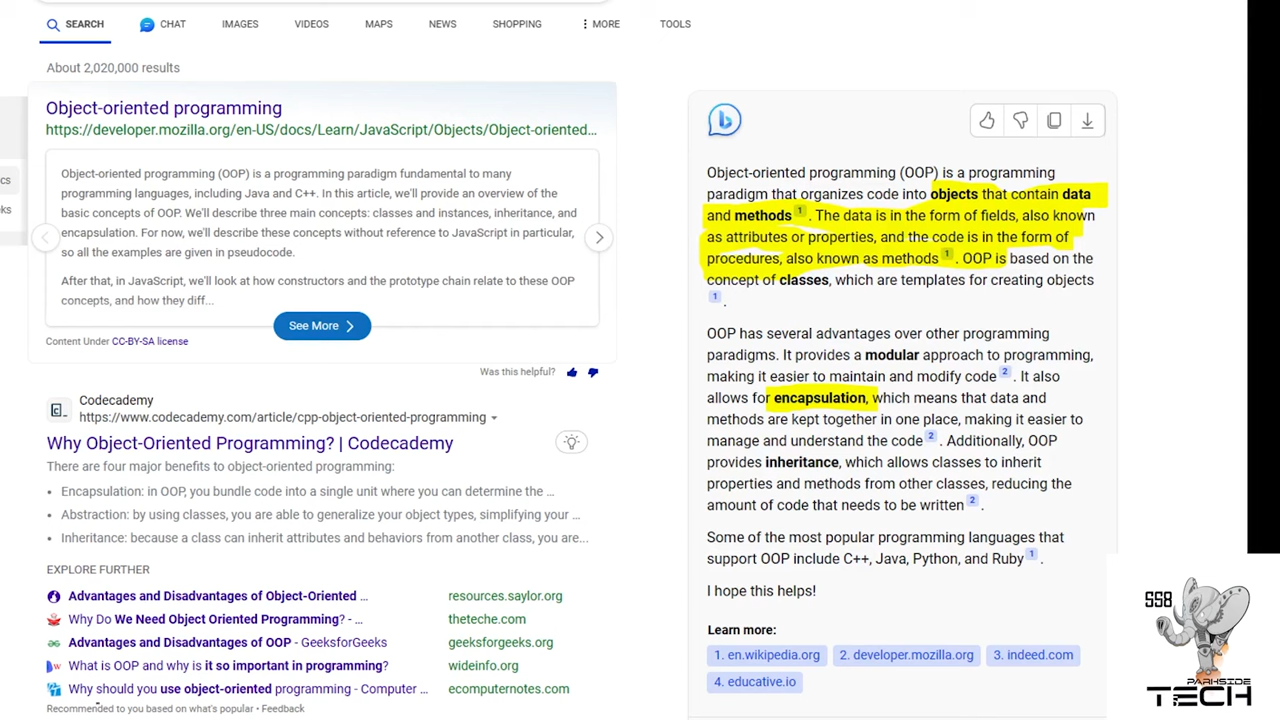 SEARCH
CHAT
IMAGES
VIDEOS
MAPS
NEWS
SHOPPING
MORE
TOOLS
About 2,020,000 results
Object-oriented programming
https://developer.mozilla.org/en-US/docs/Learn/JavaScript/Objects/Object-oriented...
Object-oriented programming (OOP) is a programming paradigm fundamental to many
programming languages, including Java and C++. In this article, we'll provide an overview of the
basic concepts of OOP. We'll describe three main concepts: classes and instances, inheritance, and
encapsulation. For now, we'll describe these concepts without reference to JavaScript in particular,
so all the examples are given in pseudocode.
After that, in JavaScript, we'll look at how constructors and the prototype chain relate to these OOP
concepts, and how they diff...
See More
Content Under CC-BY-SA license
Was this helpful?
Codecademy
https://www.codecademy.com/article/cpp-object-oriented-programming
Why Object-Oriented Programming? | Codecademy
There are four major benefits to object-oriented programming:
• Encapsulation: in OOP, you bundle code into a single unit where you can determine the ...
• Abstraction: by using classes, you are able to generalize your object types, simplifying your ...
• Inheritance: because a class can inherit attributes and behaviors from another class, you are...
EXPLORE FURTHER
Advantages and Disadvantages of Object-Oriented ... resources.saylor.org
Why Do We Need Object Oriented Programming? - ... theteche.com
Advantages and Disadvantages of OOP - GeeksforGeeks geeksforgeeks.org
What is OOP and why is it so important in programming? wideinfo.org
Why should you use object-oriented programming - Computer ... ecomputernotes.com
Recommended to you based on what's popular • Feedback
cs
ks
Object-oriented programming (OOP) is a programming
paradigm that organizes code into objects that contain data
and methods 1 . The data is in the form of fields, also known
as attributes or properties, and the code is in the form of
procedures, also known as methods 1 . OOP is based on the
concept of classes, which are templates for creating objects
1 .
OOP has several advantages over other programming
paradigms. It provides a modular approach to programming,
making it easier to maintain and modify code 2 . It also
allows for encapsulation, which means that data and
methods are kept together in one place, making it easier to
manage and understand the code 2 . Additionally, OOP
provides inheritance, which allows classes to inherit
properties and methods from other classes, reducing the
amount of code that needs to be written 2 .
Some of the most popular programming languages that
support OOP include C++, Java, Python, and Ruby 1 .
I hope this helps!
Learn more:
1. en.wikipedia.org
2. developer.mozilla.org
3. indeed.com
4. educative.io
SSB
PARKSIDE
TECH